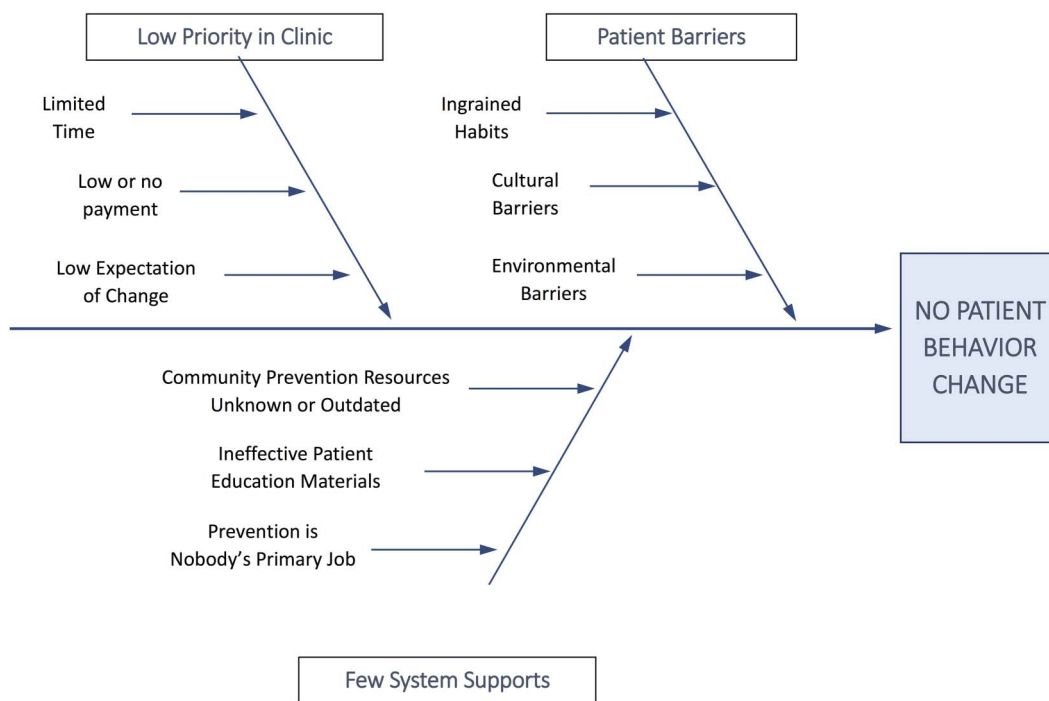 Low Priority in Clinic
Patient Barriers
Limited
Time
Ingrained
Habits
Low or no
payment
Cultural
Barriers
Low Expectation
of Change
Environmental
Barriers
NO PATIENT
BEHAVIOR
CHANGE
Community Prevention Resources
Unknown or Outdated
Ineffective Patient
Education Materials
Prevention is
Nobody’s Primary Job
Few System Supports